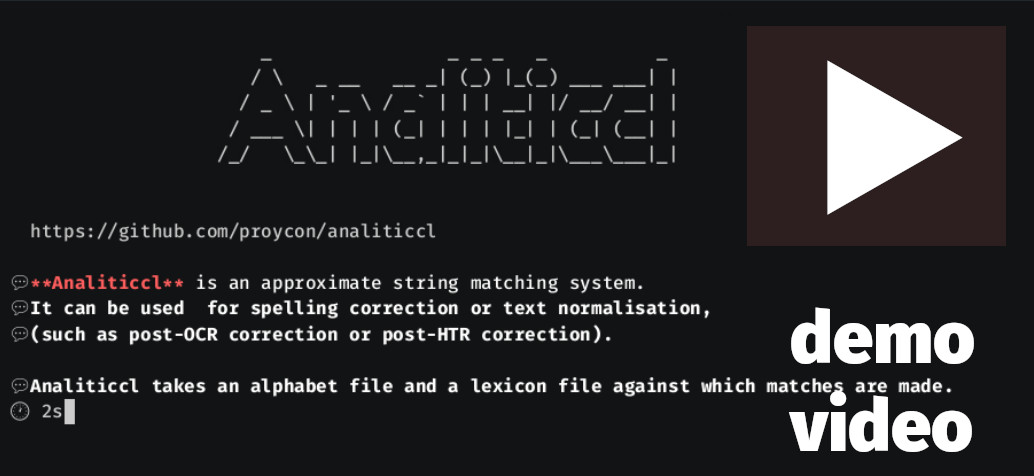 Analiticcl
https://github.com/proycon/analiticcl
**Analiticcl** is an approximate string matching system.
It can be used  for spelling correction or text normalisation,
(such as post-OCR correction or post-HTR correction).
Analiticcl takes an alphabet file and a lexicon file against which matches are made.
2s
demo
video